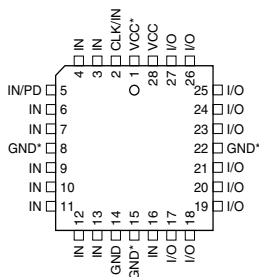 IN
IN
CLK/IN
VCC*
VCC
I/O
I/O
4
3
2
1
28
27
26
IN/PD 5
IN 6
IN 7
GND* 8
IN 9
IN 10
IN 11
25 I/O
24 I/O
23 I/O
22 GND*
21 I/O
20 I/O
19 I/O
12
13
14
15
16
17
18
IN
IN
GND
GND*
IN
I/O
I/O